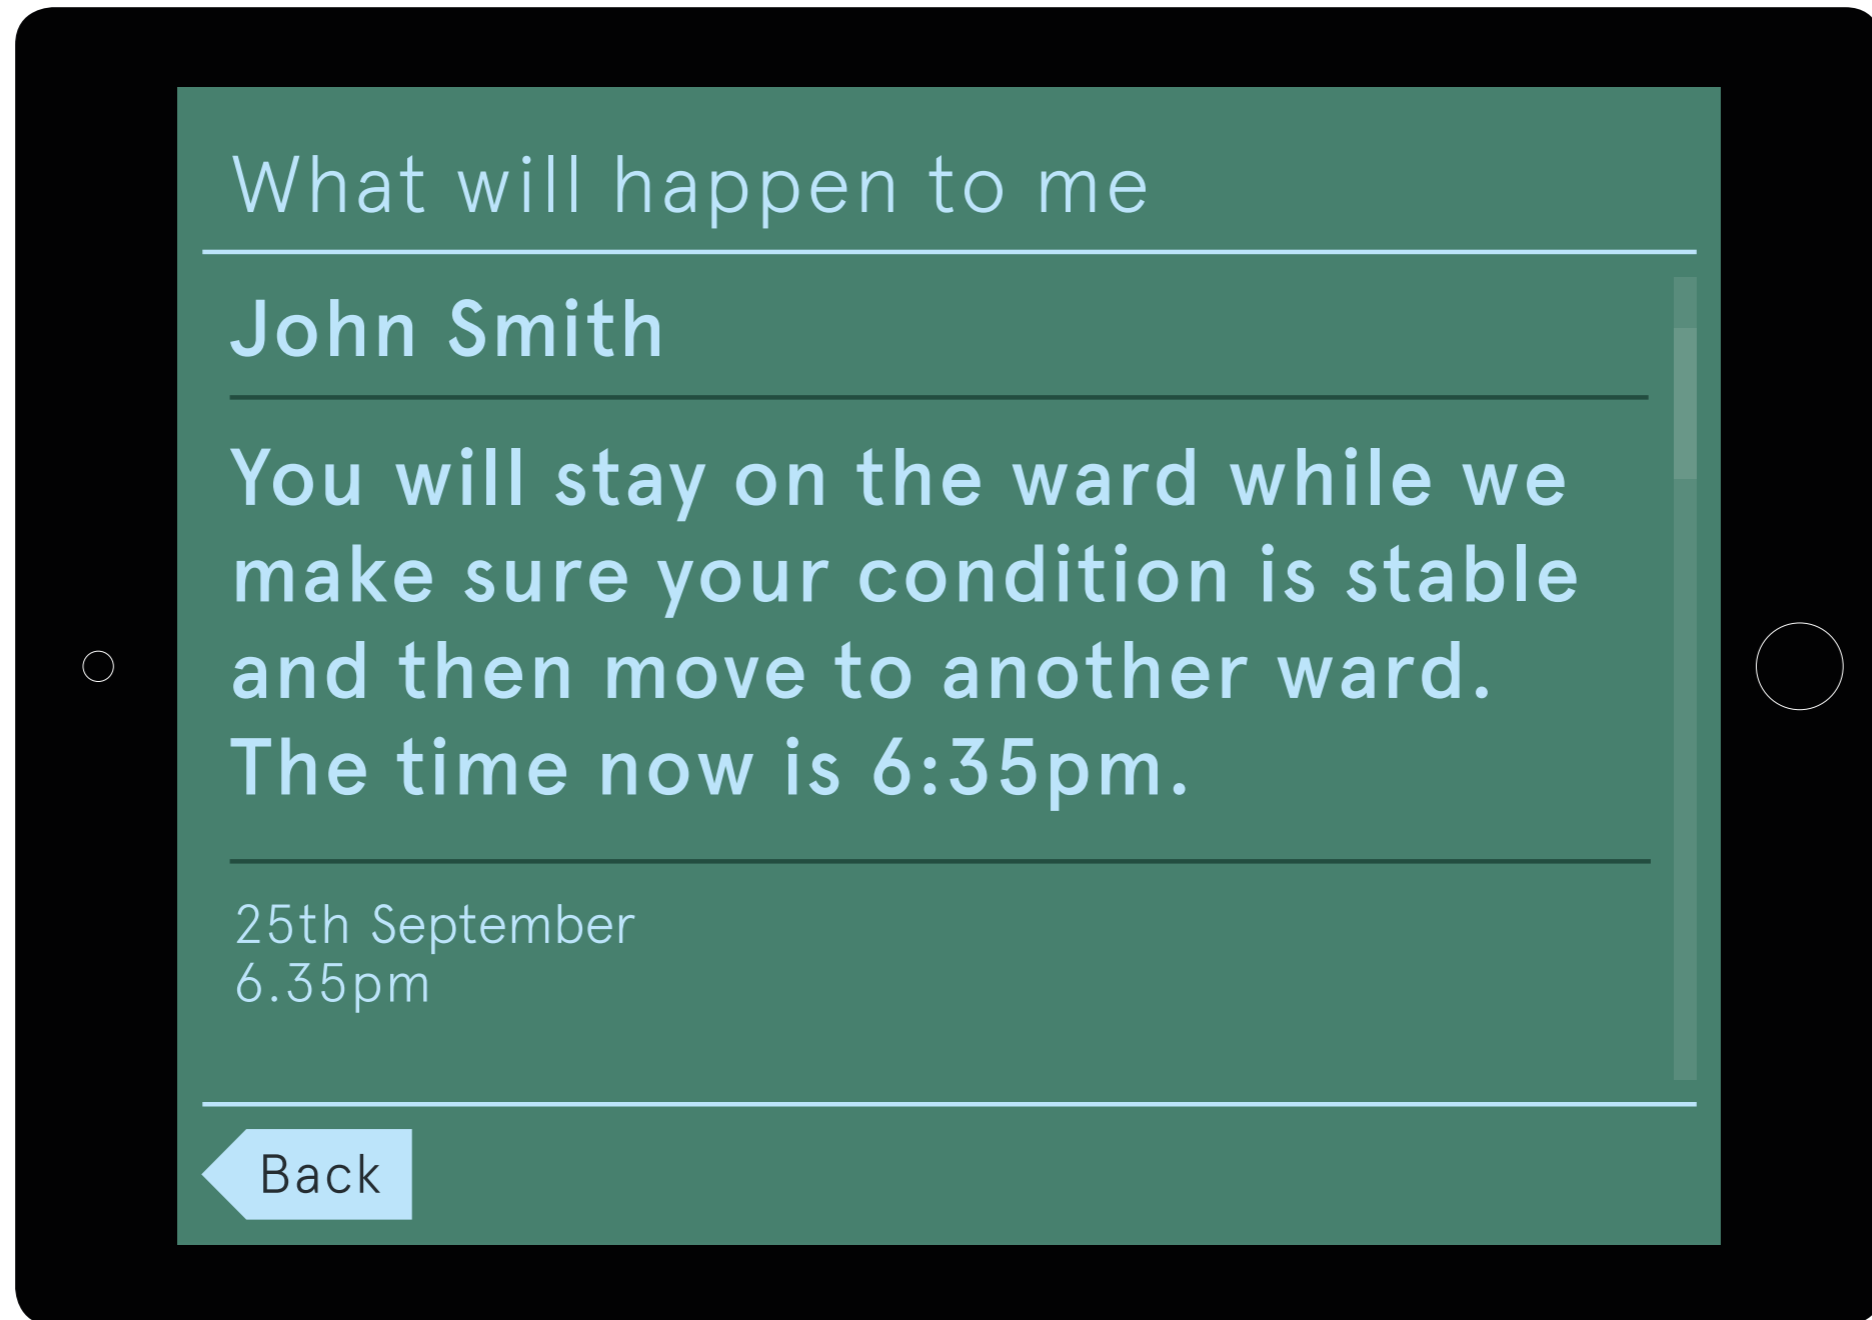 What will happen to me
John Smith
You will stay on the ward while we
make sure your condition is stable
and then move to another ward.
The time now is 6:35pm.
25th September
6.35pm
Back